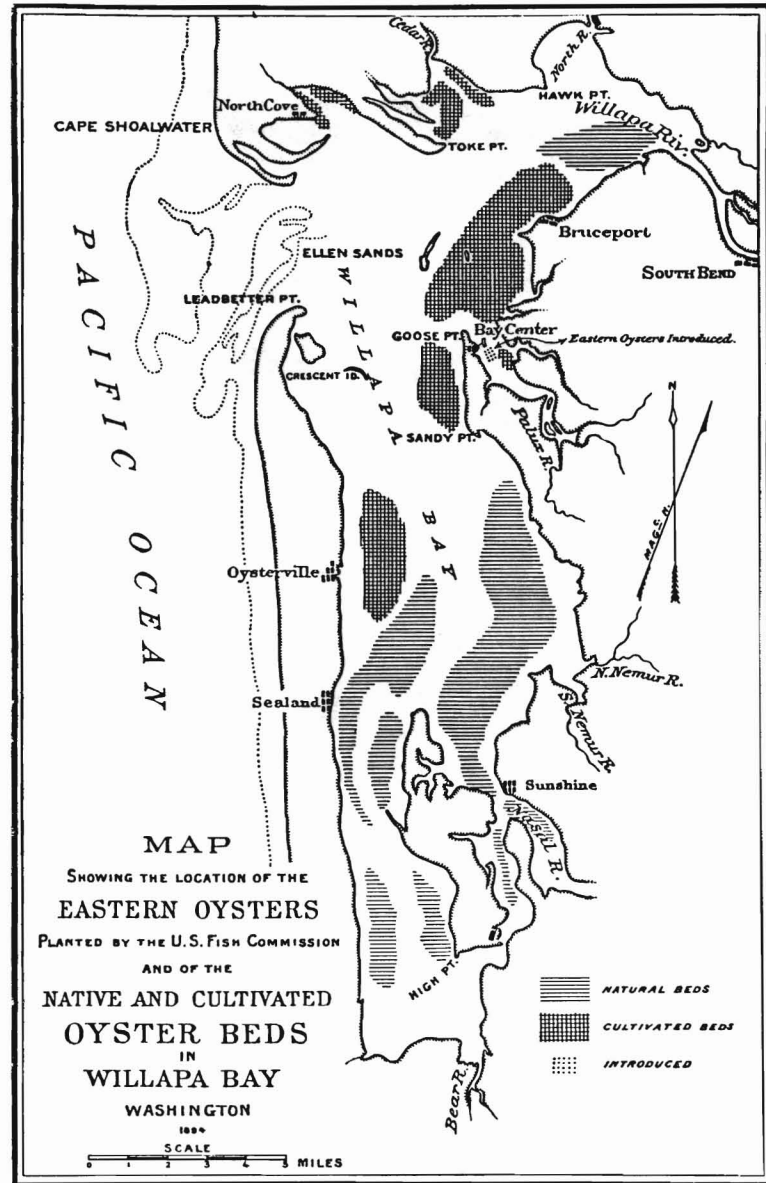 Cedar R.
North R.
North Cove
HAWK PT.
CAPE SHOALWATER
Willapa Riv.
TOKE PT.
Bruceport
ELLEN SANDS
SOUTH BEND
LEADBETTER PT.
WILLAPA BAY
PACIFIC OCEAN
GOOSE PT.
Bay Center
Eastern Oysters Introduced.
CRESCENT ID.
N
SANDY PT.
Palux R.
MAG. N.
Oysterville
N. Nemur R.
Sealand
S. Nemur R.
Sunshine
Nasal R.
HIGH PT.
Bear R.
MAP
SHOWING THE LOCATION OF THE
EASTERN OYSTERS
PLANTED BY THE U.S. FISH COMMISSION
AND OF THE
NATIVE AND CULTIVATED
OYSTER BEDS
IN
WILLAPA BAY
WASHINGTON
SCALE
0 1 2 3 4 5 MILES
NATURAL BEDS
CULTIVATED BEDS
INTRODUCED